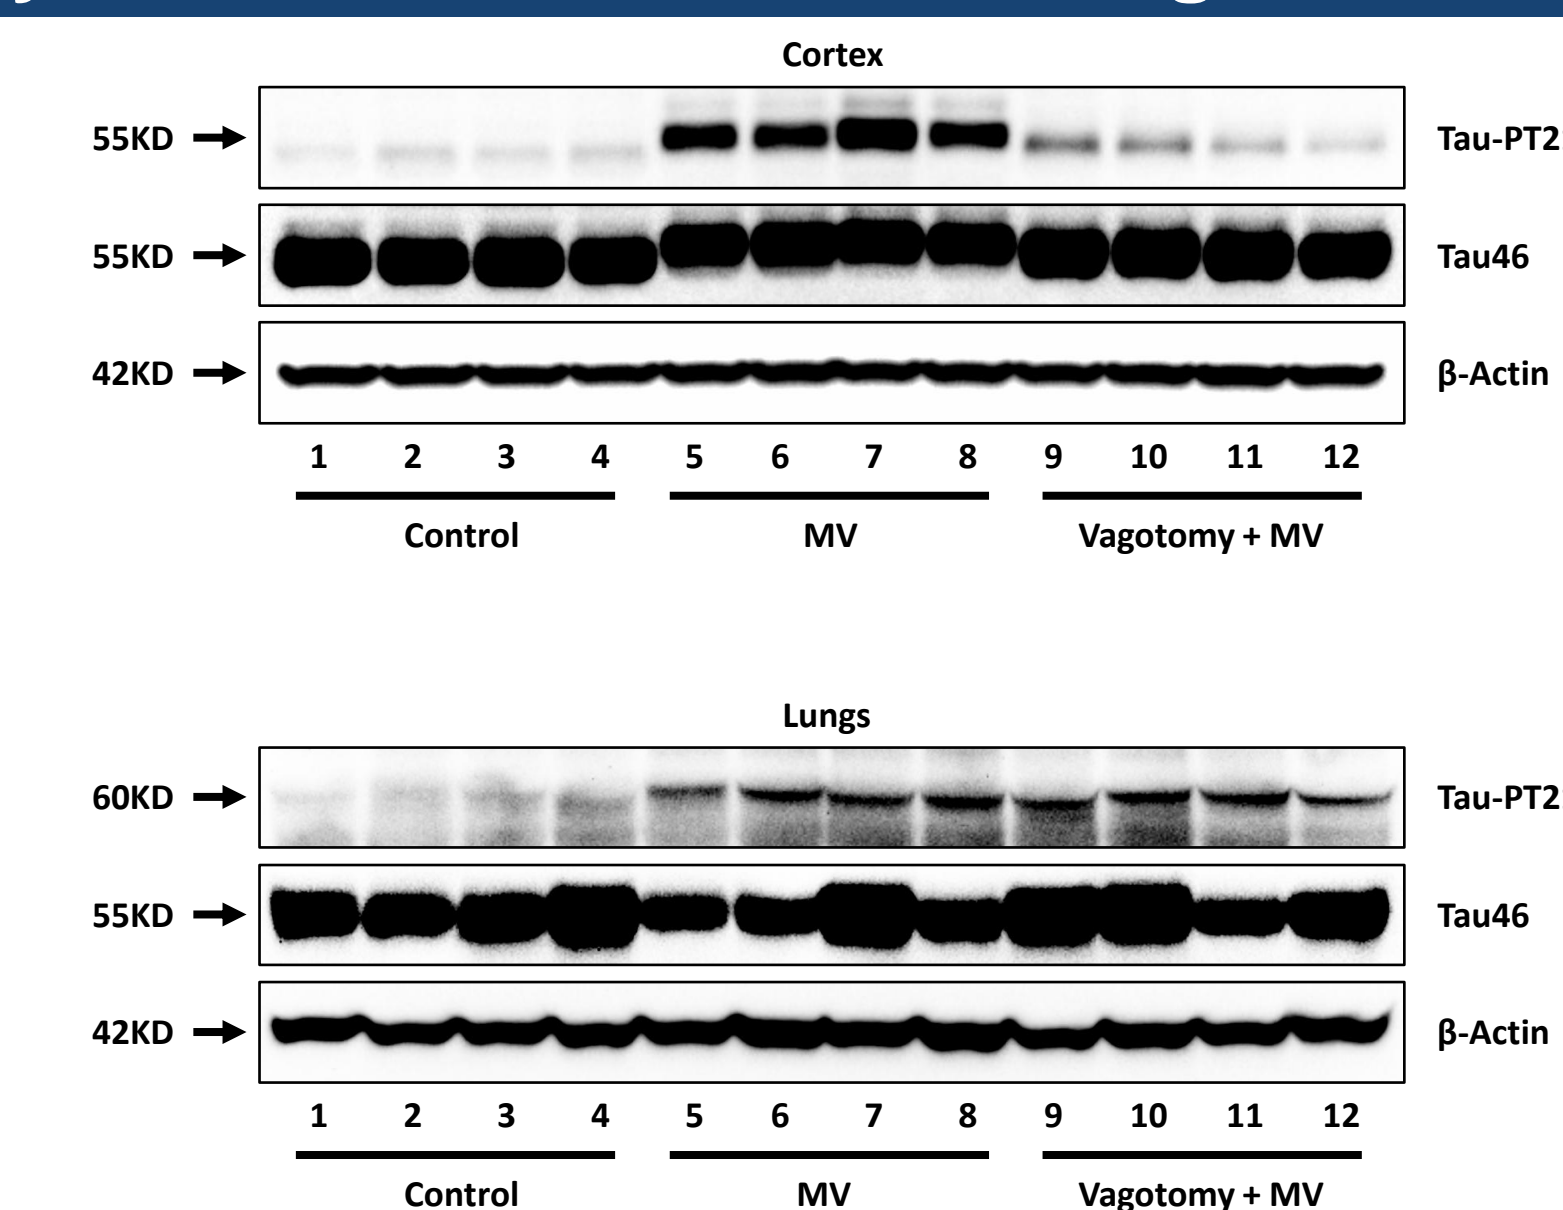 Cortex
55KD Tau-PT2
55KD Tau46
42KD β-Actin
1 2 3 4 5 6 7 8 9 10 11 12
Control MV Vagotomy + MV
Lungs
60KD Tau-PT2
55KD Tau46
42KD β-Actin
1 2 3 4 5 6 7 8 9 10 11 12
Control MV Vagotomy + MV